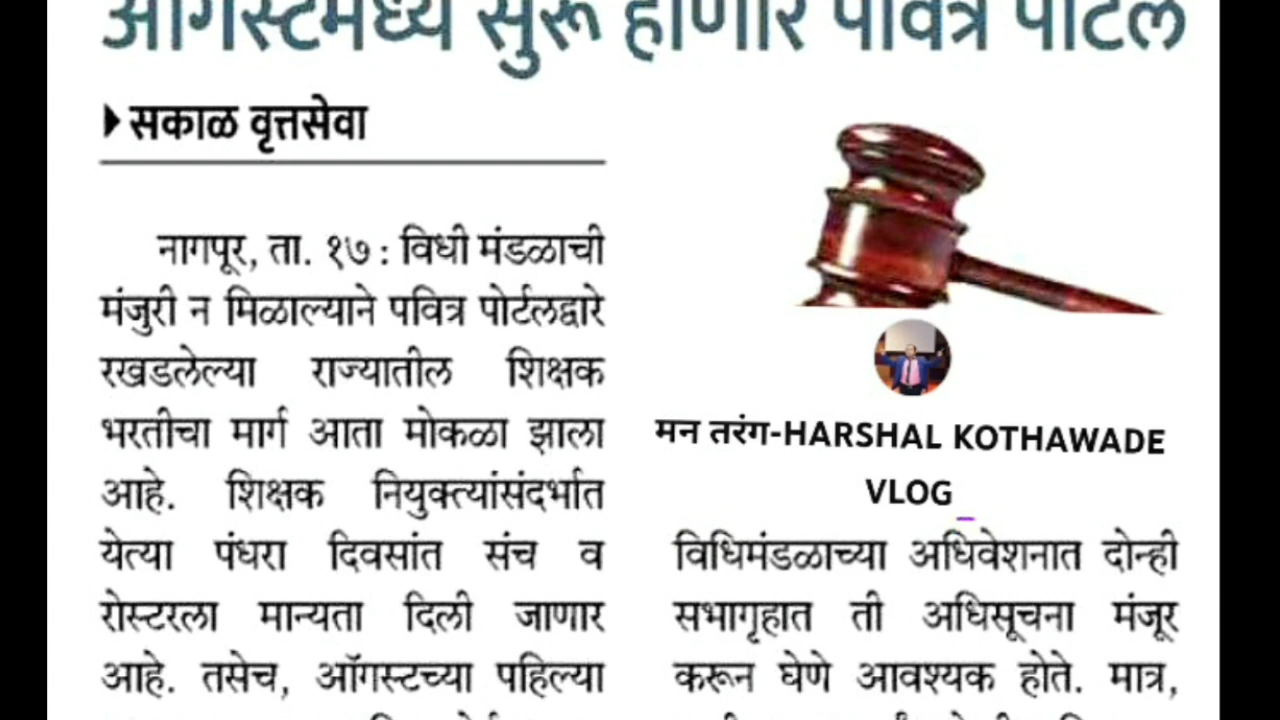 ऑगस्टमध्ये सुरू होणार पवित्र पोर्टल
सकाळ वृत्तसेवा
नागपूर, ता. १७ : विधी मंडळाची
मंजुरी न मिळाल्याने पवित्र पोर्टलद्वारे
रखडलेल्या राज्यातील शिक्षक
भरतीचा मार्ग आता मोकळा झाला
आहे. शिक्षक नियुक्त्यांसंदर्भात
येत्या पंधरा दिवसांत संच व
रोस्टरला मान्यता दिली जाणार
आहे. तसेच, ऑगस्टच्या पहिल्या
मन तरंग-HARSHAL KOTHAWADE
VLOG
विधिमंडळाच्या अधिवेशनात दोन्ही
सभागृहात ती अधिसूचना मंजूर
करून घेणे आवश्यक होते. मात्र,